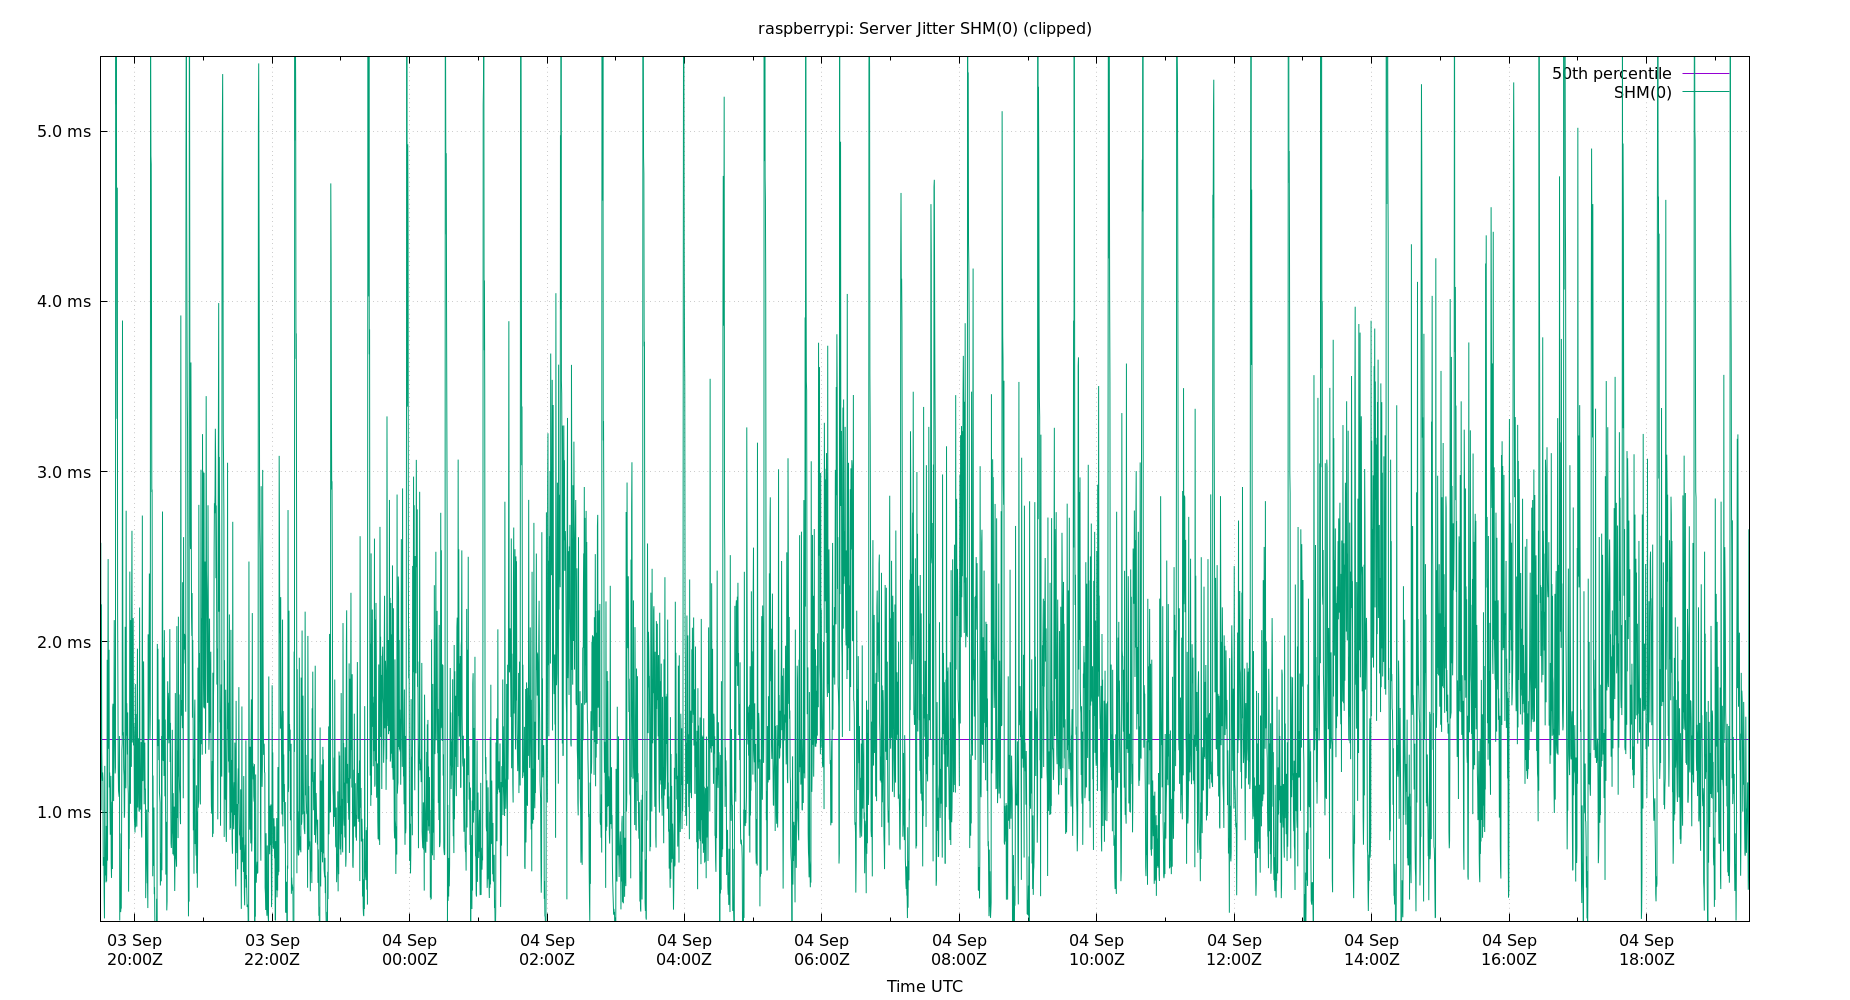 raspberrypi: Server Jitter SHM(0) (clipped)
50th percentile
SHM(0)
5.0 ms
4.0 ms
3.0 ms
2.0 ms
1.0 ms
03 Sep 03 Sep 04 Sep 04 Sep 04 Sep 04 Sep 04 Sep 04 Sep 04 Sep 04 Sep 04 Sep 04 Sep
20:00Z 22:00Z 00:00Z 02:00Z 04:00Z 06:00Z 08:00Z 10:00Z 12:00Z 14:00Z 16:00Z 18:00Z
Time UTC